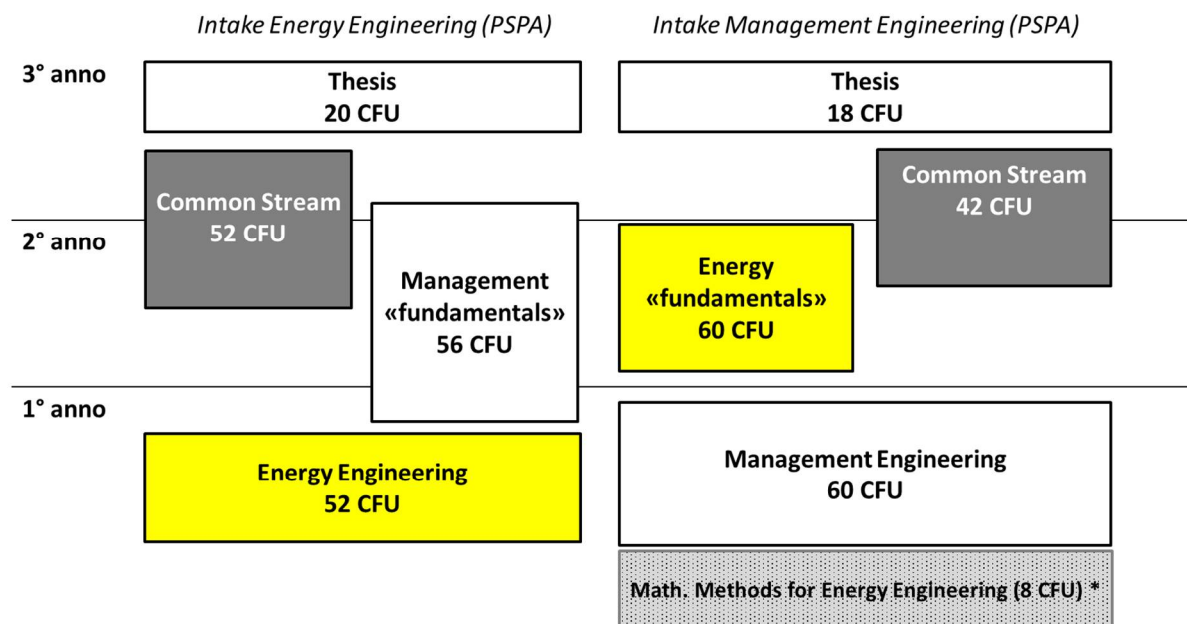 Intake Energy Engineering (PSPA)
Intake Management Engineering (PSPA)
3° anno
Thesis
20 CFU
Thesis
18 CFU
Common Stream
52 CFU
Common Stream
42 CFU
2° anno
Management
«fundamentals»
56 CFU
Energy
«fundamentals»
60 CFU
1° anno
Energy Engineering
52 CFU
Management Engineering
60 CFU
Math. Methods for Energy Engineering (8 CFU) *